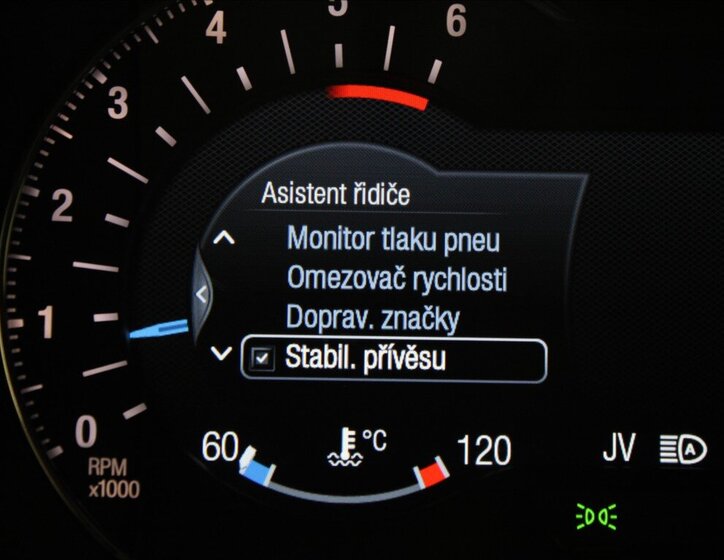 4
5
6
3
2
1
0
RPM
x1000
Asistent řidiče
Monitor tlaku pneu
Omezovač rychlosti
Doprav. značky
Stabil. přívěsu
60
°C
120
JV
A